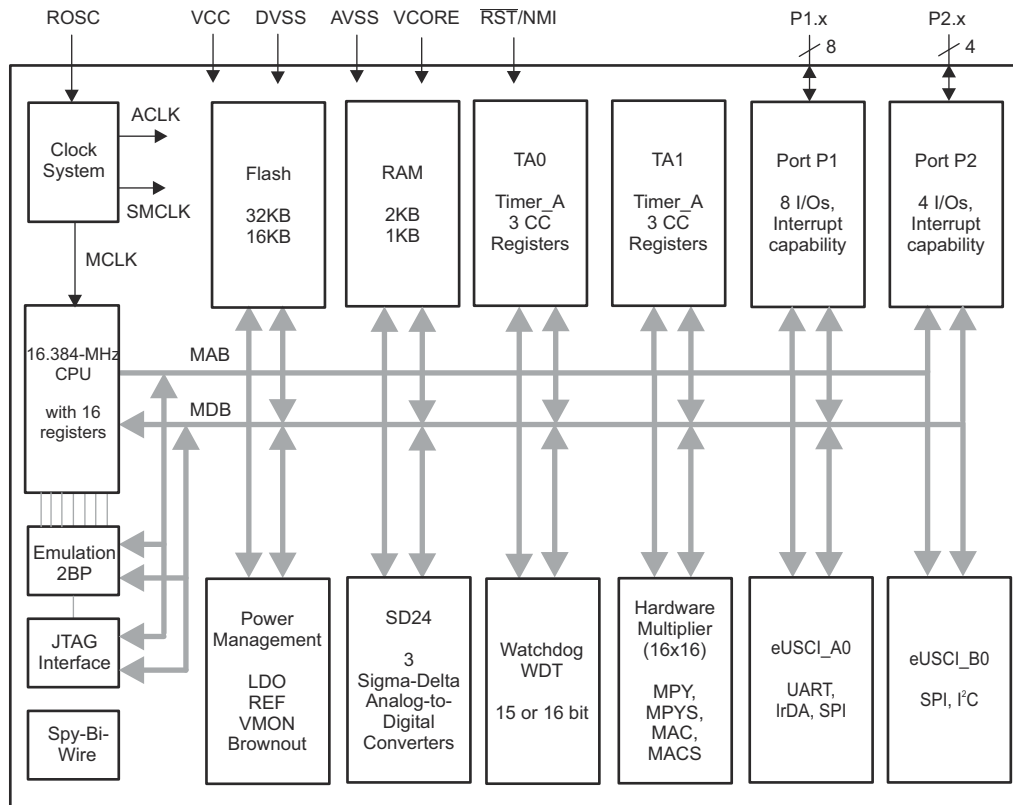 ROSC
VCC
DVSS
AVSS
VCORE
RST/NMI
P1.x
P2.x
8
4
ACLK
Clock
System
SMCLK
MCLK
Flash
32KB
16KB
RAM
2KB
1KB
TA0
Timer_A
3 CC
Registers
TA1
Timer_A
3 CC
Registers
Port P1
8 I/Os,
Interrupt
capability
Port P2
4 I/Os,
Interrupt
capability
16.384-MHz
CPU
with 16
registers
MAB
MDB
Emulation
2BP
JTAG
Interface
Spy-Bi-
Wire
Power
Management
LDO
REF
VMON
Brownout
SD24
3
Sigma-Delta
Analog-to-
Digital
Converters
Watchdog
WDT
15 or 16 bit
Hardware
Multiplier
(16x16)
MPY,
MPYS,
MAC,
MACS
eUSCI_A0
UART,
IrDA, SPI
eUSCI_B0
SPI, I²C